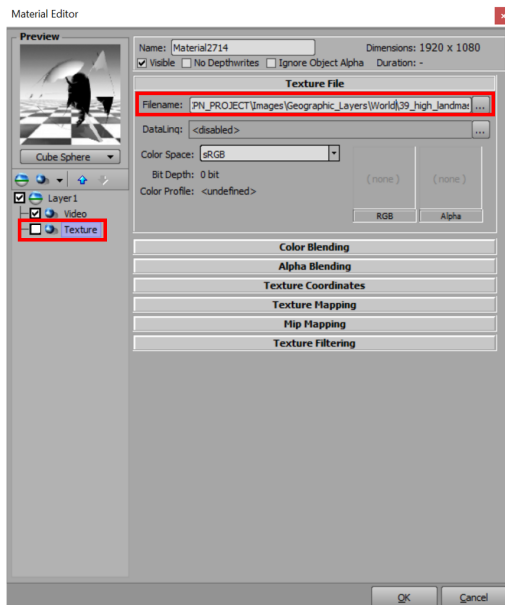 Material Editor
Preview
Cube Sphere
Layer1
Video
Texture
Name: Material2714 Dimensions: 1920 x 1080
Visible No Depthwrites Ignore Object Alpha Duration: -
Texture File
Filename: PN_PROJECT\Images\Geographic_Layers\World\39_high_landmas ...
DataLinq: <disabled> ...
Color Space: sRGB
Bit Depth: 0 bit
Color Profile: <undefined>
(none) (none)
RGB Alpha
Color Blending
Alpha Blending
Texture Coordinates
Texture Mapping
Mip Mapping
Texture Filtering
OK Cancel